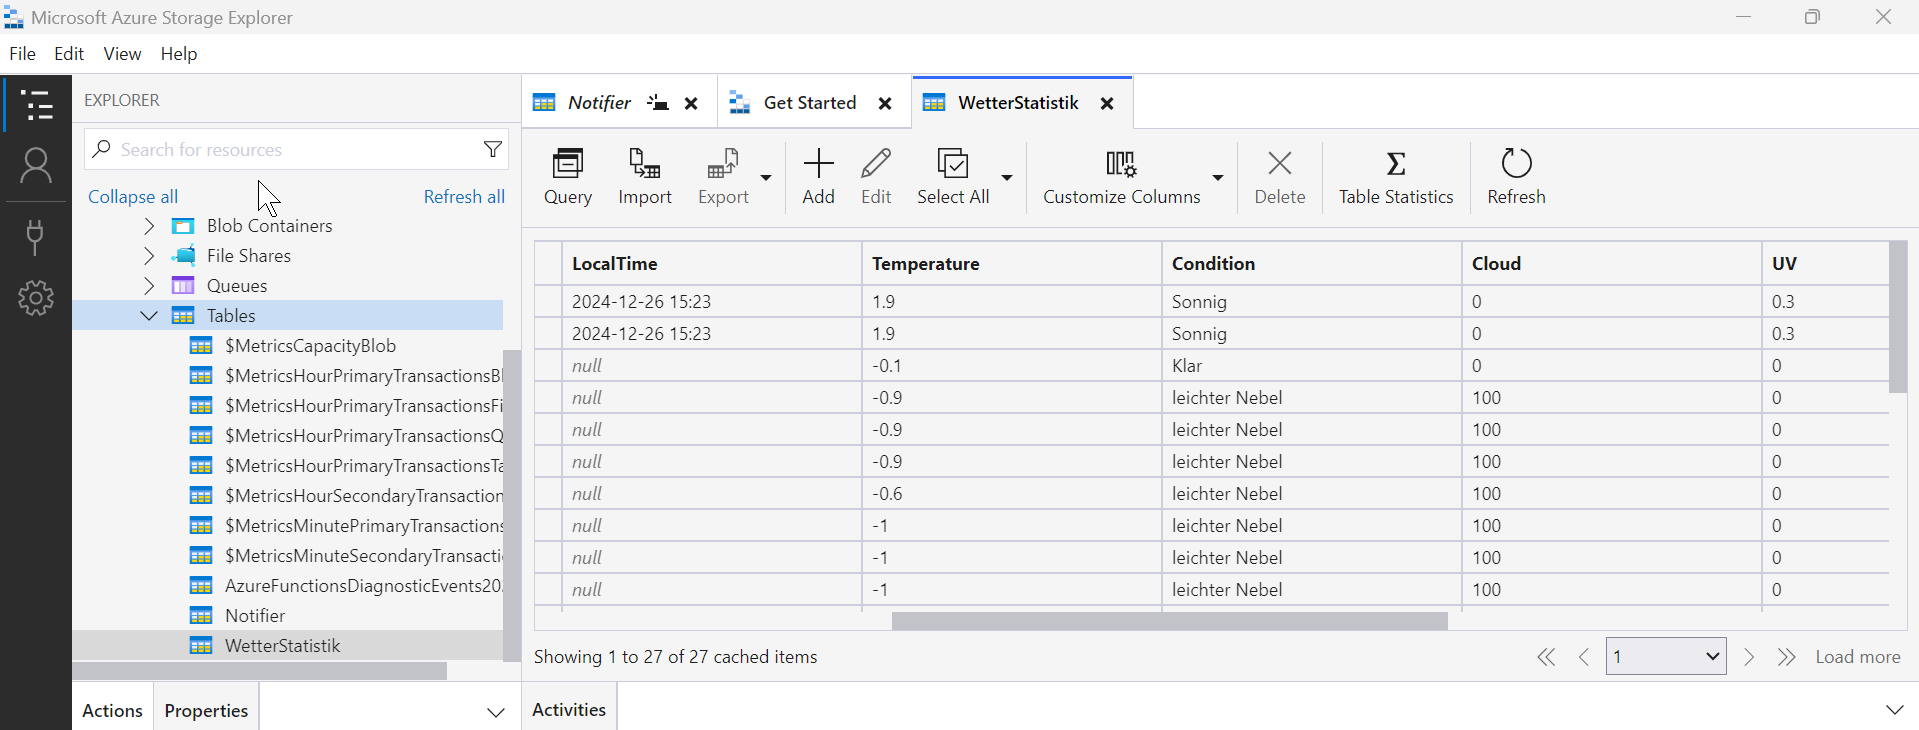 Microsoft Azure Storage Explorer
File Edit View Help
EXPLORER
Search for resources
Collapse all Refresh all
Blob Containers
File Shares
Queues
Tables
$MetricsCapacityBlob
$MetricsHourPrimaryTransactionsBl
$MetricsHourPrimaryTransactionsFi
$MetricsHourPrimaryTransactionsQ
$MetricsHourPrimaryTransactionsTa
$MetricsHourSecondaryTransaction
$MetricsMinutePrimaryTransactions
$MetricsMinuteSecondaryTransacti
AzureFunctionsDiagnosticEvents20
Notifier
WetterStatistik
Actions Properties
Notifier Get Started WetterStatistik
Query Import Export Add Edit Select All Customize Columns Delete Table Statistics Refresh
LocalTime Temperature Condition Cloud UV
2024-12-26 15:23 1.9 Sonnig 0 0.3
2024-12-26 15:23 1.9 Sonnig 0 0.3
null -0.1 Klar 0 0
null -0.9 leichter Nebel 100 0
null -0.9 leichter Nebel 100 0
null -0.9 leichter Nebel 100 0
null -0.6 leichter Nebel 100 0
null -1 leichter Nebel 100 0
null -1 leichter Nebel 100 0
null -1 leichter Nebel 100 0
Showing 1 to 27 of 27 cached items 1 Load more
Activities